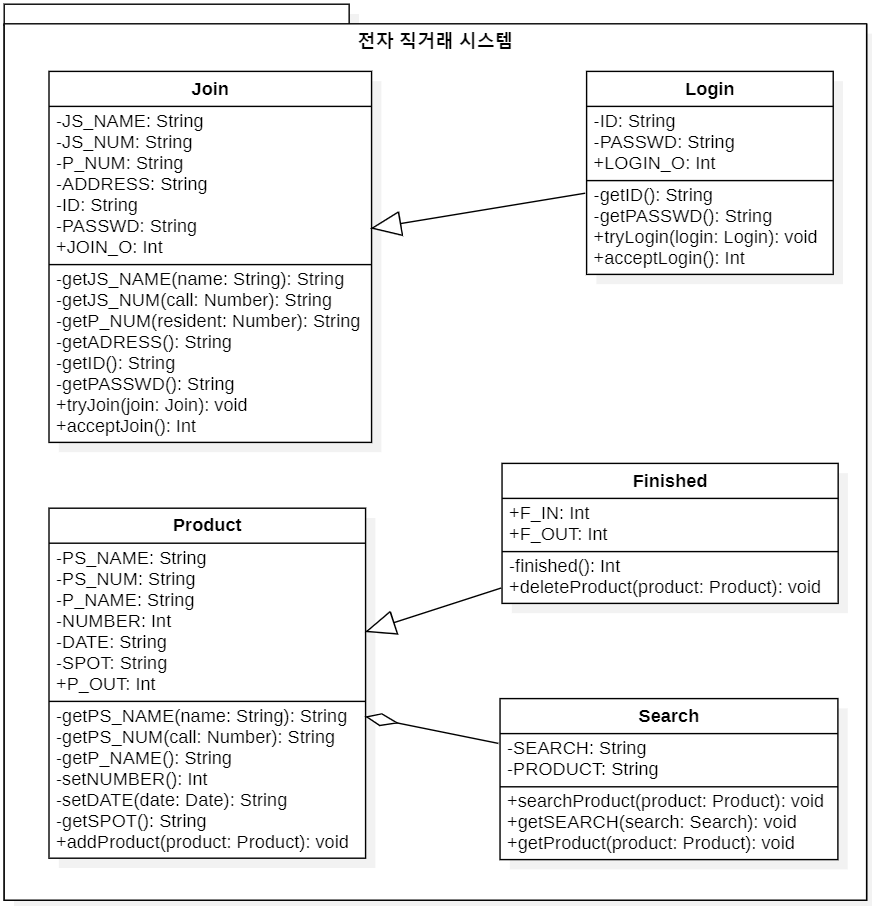 전자 직거래 시스템
Join
-JS_NAME: String
-JS_NUM: String
-P_NUM: String
-ADDRESS: String
-ID: String
-PASSWD: String
+JOIN_O: Int
-getJS_NAME(name: String): String
-getJS_NUM(call: Number): String
-getP_NUM(resident: Number): String
-getADRESS(): String
-getID(): String
-getPASSWD(): String
+tryJoin(join: Join): void
+acceptJoin(): Int
Login
-ID: String
-PASSWD: String
+LOGIN_O: Int
-getID(): String
-getPASSWD(): String
+tryLogin(login: Login): void
+acceptLogin(): Int
Product
-PS_NAME: String
-PS_NUM: String
-P_NAME: String
-NUMBER: Int
-DATE: String
-SPOT: String
+P_OUT: Int
-getPS_NAME(name: String): String
-getPS_NUM(call: Number): String
-getP_NAME(): String
-setNUMBER(): Int
-setDATE(date: Date): String
-getSPOT(): String
+addProduct(product: Product): void
Finished
+F_IN: Int
+F_OUT: Int
-finished(): Int
+deleteProduct(product: Product): void
Search
-SEARCH: String
-PRODUCT: String
+searchProduct(product: Product): void
+getSEARCH(search: Search): void
+getProduct(product: Product): void